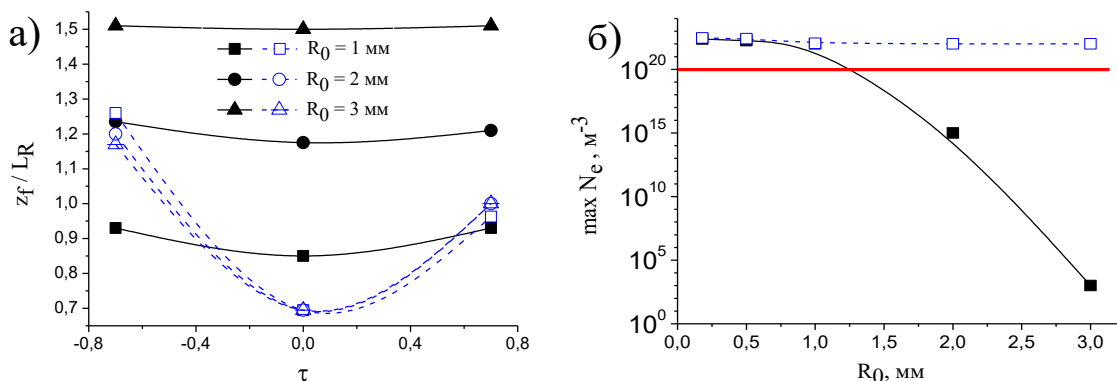 а)
z_f / L_R
1,5
1,4
1,3
1,2
1,1
1,0
0,9
0,8
0,7
-0,8
-0,4
0,0
0,4
0,8
τ
R_0 = 1 мм
R_0 = 2 мм
R_0 = 3 мм
б)
max N_e , м^-3
10^20
10^15
10^10
10^5
10^0
0,0
0,5
1,0
1,5
2,0
2,5
3,0
R_0, мм